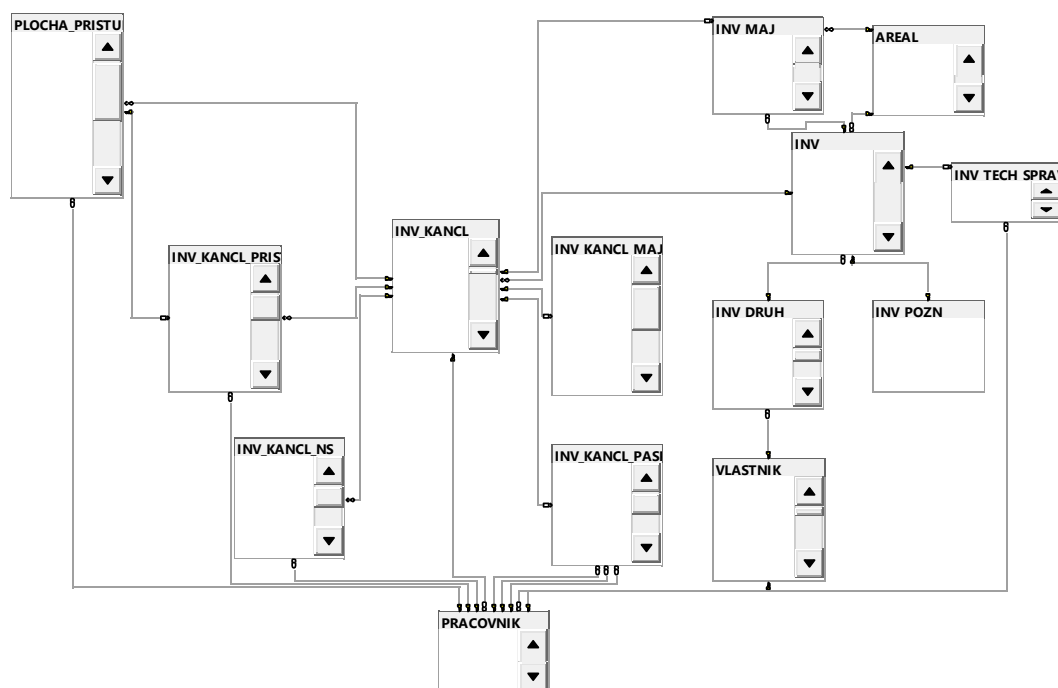 PLOCHA_PRISTU
INV MAJ
AREAL
INV
INV TECH SPRA
INV_KANCL
INV_KANCL_PRIS
INV KANCL MAJ
INV DRUH
INV POZN
INV_KANCL_NS
INV_KANCL_PASI
VLASTNIK
PRACOVNIK